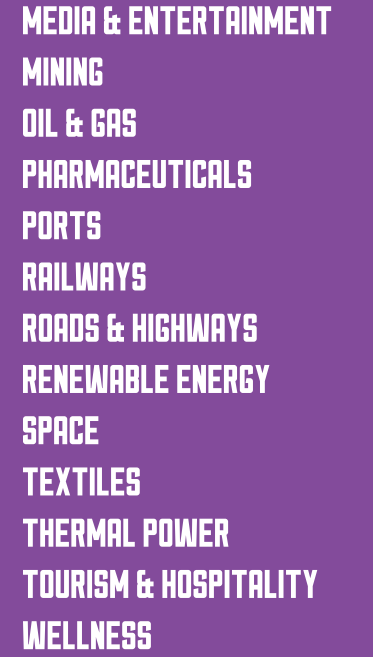 MEDIA & ENTERTAINMENT
MINING
OIL & GAS
PHARMACEUTICALS
PORTS
RAILWAYS
ROADS & HIGHWAYS
RENEWABLE ENERGY
SPACE
TEXTILES
THERMAL POWER
TOURISM & HOSPITALITY
WELLNESS